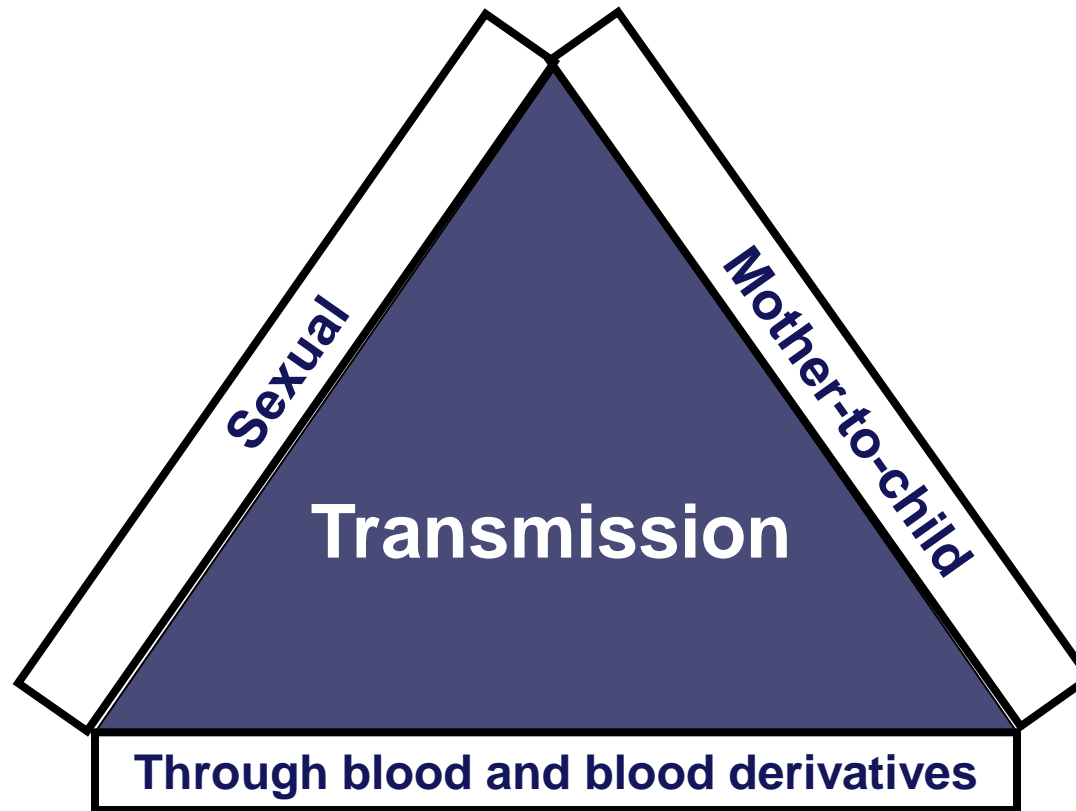 Sexual
Mother-to-child
Transmission
Through blood and blood derivatives